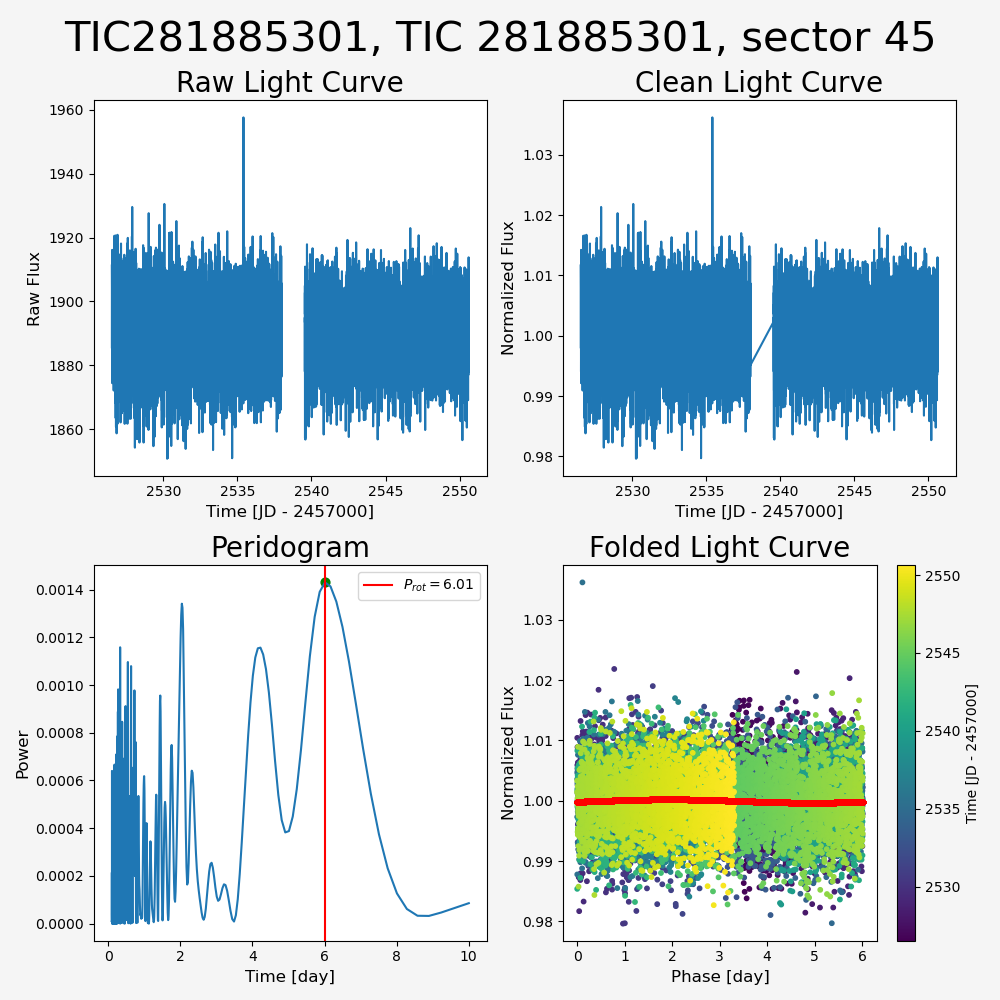 TIC281885301, TIC 281885301, sector 45
Raw Light Curve
1960
1940
1920
1900
1880
1860
Raw Flux
2530 2535 2540 2545 2550
Time [JD - 2457000]
Clean Light Curve
1.03
1.02
1.01
1.00
0.99
0.98
Normalized Flux
2530 2535 2540 2545 2550
Time [JD - 2457000]
Peridogram
P_rot = 6.01
0.0014
0.0012
0.0010
0.0008
0.0006
0.0004
0.0002
0.0000
Power
0 2 4 6 8 10
Time [day]
Folded Light Curve
1.03
1.02
1.01
1.00
0.99
0.98
Normalized Flux
0 1 2 3 4 5 6
Phase [day]
2550
2545
2540
2535
2530
Time [JD - 2457000]